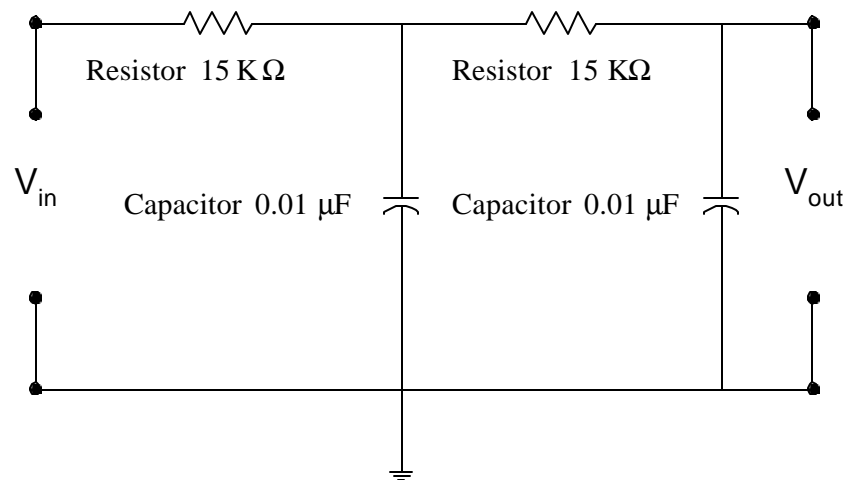 Resistor 15 KΩ
Resistor 15 KΩ
Vin
Capacitor 0.01 μF
Capacitor 0.01 μF
Vout